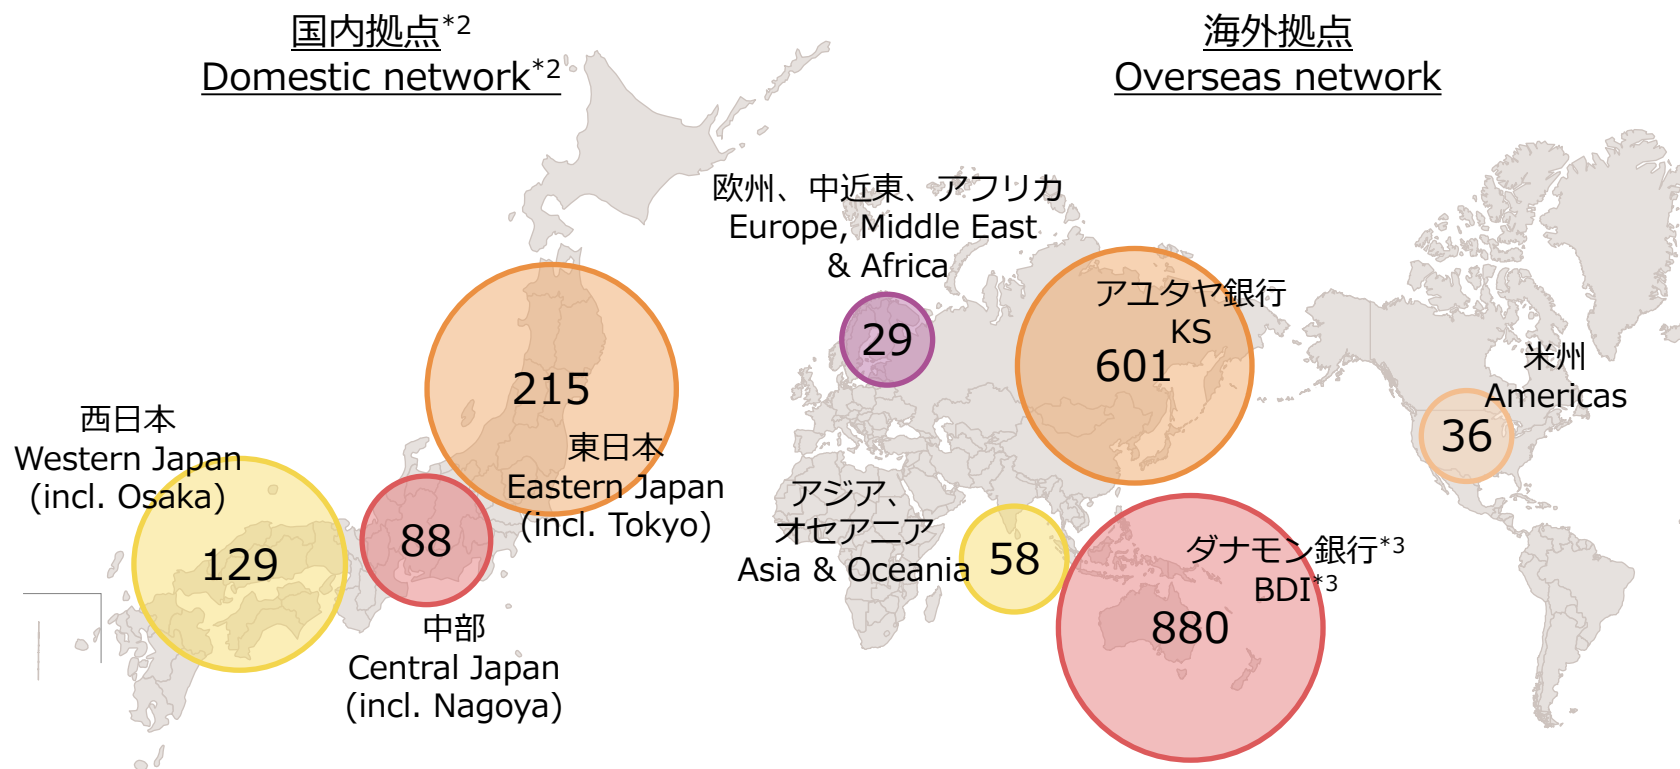 国内拠点*2
Domestic network*2
215
東日本
Eastern Japan
(incl. Tokyo)
西日本
Western Japan
(incl. Osaka)
129
88
中部
Central Japan
(incl. Nagoya)
海外拠点
Overseas network
欧州、中近東、アフリカ
Europe, Middle East
& Africa
29
アユタヤ銀行
KS
601
米州
Americas
36
アジア、
オセアニア
Asia & Oceania
58
ダナモン銀行*3
BDI*3
880